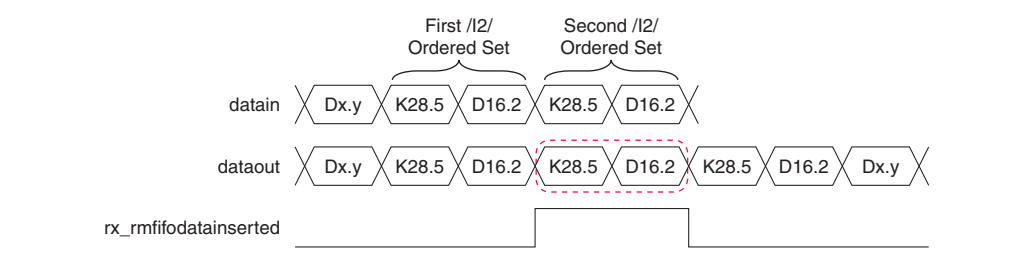 First /I2/
Ordered Set
Second /I2/
Ordered Set
datain Dx.y K28.5 D16.2 K28.5 D16.2
dataout Dx.y K28.5 D16.2 K28.5 D16.2 K28.5 D16.2 Dx.y
rx_rmfifodatainserted